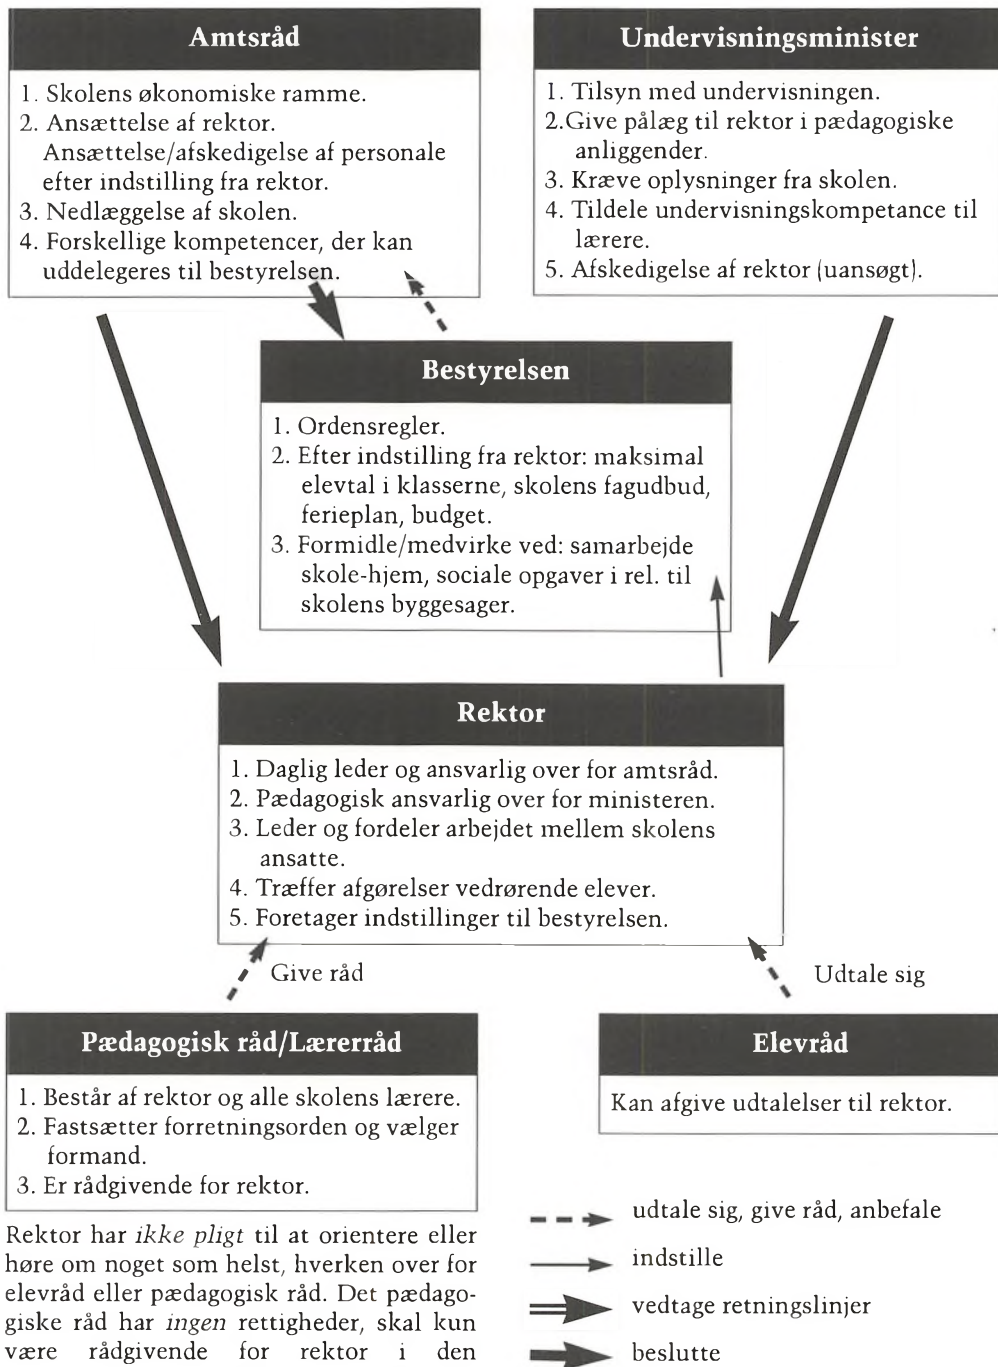 Amtsråd
1. Skolens økonomiske ramme.
2. Ansættelse af rektor.
Ansættelse/afskedigelse af personale
efter indstilling fra rektor.
3. Nedlæggelse af skolen.
4. Forskellige kompetencer, der kan
uddelegeres til bestyrelsen.
Undervisningsminister
1. Tilsyn med undervisningen.
2.Give pålæg til rektor i pædagogiske
anliggender.
3. Kræve oplysninger fra skolen.
4. Tildele undervisningskompetance til
lærere.
5. Afskedigelse af rektor (uansøgt).
Bestyrelsen
1. Ordensregler.
2. Efter indstilling fra rektor: maksimal
elevtal i klasserne, skolens fagudbud,
ferieplan, budget.
3. Formidle/medvirke ved: samarbejde
skole-hjem, sociale opgaver i rel. til
skolens byggesager.
Rektor
1. Daglig leder og ansvarlig over for amtsråd.
2. Pædagogisk ansvarlig over for ministeren.
3. Leder og fordeler arbejdet mellem skolens
ansatte.
4. Træffer afgørelser vedrørende elever.
5. Foretager indstillinger til bestyrelsen.
Give råd
Udtale sig
Pædagogisk råd/Lærerråd
1. Består af rektor og alle skolens lærere.
2. Fastsætter forretningsorden og vælger
formand.
3. Er rådgivende for rektor.
Elevråd
Kan afgive udtalelser til rektor.
Rektor har ikke pligt til at orientere eller
høre om noget som helst, hverken over for
elevråd eller pædagogisk råd. Det pædago-
giske råd har ingen rettigheder, skal kun
være rådgivende for rektor i den
udtale sig, give råd, anbefale
indstille
vedtage retningslinjer
beslutte